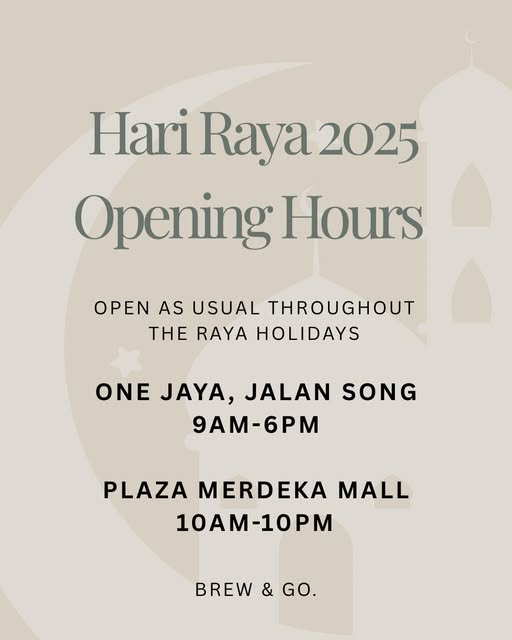 Hari Raya 2025
Opening Hours
OPEN AS USUAL THROUGHOUT
THE RAYA HOLIDAYS
ONE JAYA, JALAN SONG
9AM-6PM
PLAZA MERDEKA MALL
10AM-10PM
BREW & GO.